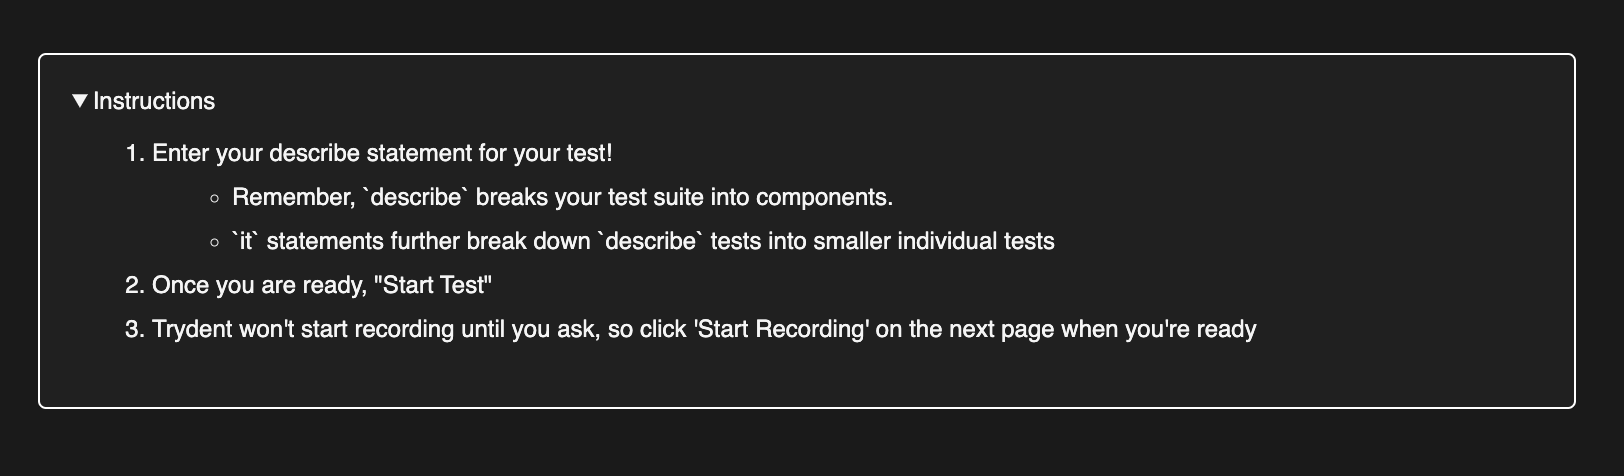 ▼ Instructions
1. Enter your describe statement for your test!
◦ Remember, `describe` breaks your test suite into components.
◦ `it` statements further break down `describe` tests into smaller individual tests
2. Once you are ready, "Start Test"
3. Trydent won't start recording until you ask, so click 'Start Recording' on the next page when you're ready